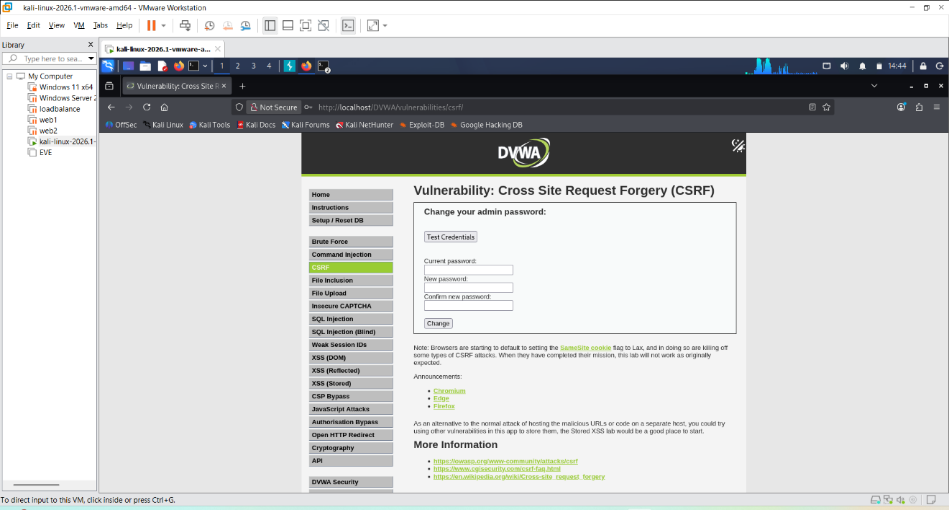 kali-linux-2026.1-vmware-amd64 - VMware Workstation
File Edit View VM Tabs Help
Library
Type here to sea...
My Computer
Windows 11 x64
Windows Server 2
loadbalance
web1
web2
kali-linux-2026.1-
EVE
kali-linux-2026.1-vmware-a...
1 2 3 4
14:44
Vulnerability: Cross Site R
Not Secure
http://localhost/DVWA/vulnerabilities/csrf/
OffSec Kali Linux Kali Tools Kali Docs Kali Forums Kali NetHunter Exploit-DB Google Hacking DB
DVWA
Home
Instructions
Setup / Reset DB
Brute Force
Command Injection
CSRF
File Inclusion
File Upload
Insecure CAPTCHA
SQL Injection
SQL Injection (Blind)
Weak Session IDs
XSS (DOM)
XSS (Reflected)
XSS (Stored)
CSP Bypass
JavaScript Attacks
Authorisation Bypass
Open HTTP Redirect
Cryptography
API
DVWA Security
Vulnerability: Cross Site Request Forgery (CSRF)
Change your admin password:
Test Credentials
Current password:
New password:
Confirm new password:
Change
Note: Browsers are starting to default to setting the SameSite cookie flag to Lax, and in doing so are killing off
some types of CSRF attacks. When they have completed their mission, this lab will not work as originally
expected.
Announcements:
Chromium
Edge
Firefox
As an alternative to the normal attack of hosting the malicious URLs or code on a separate host, you could try
using other vulnerabilities in this app to store them, the Stored XSS lab would be a good place to start.
More Information
https://owasp.org/www-community/attacks/csrf
https://www.cgisecurity.com/csrf-faq.html
https://en.wikipedia.org/wiki/Cross-site_request_forgery
To direct input to this VM, click inside or press Ctrl+G.